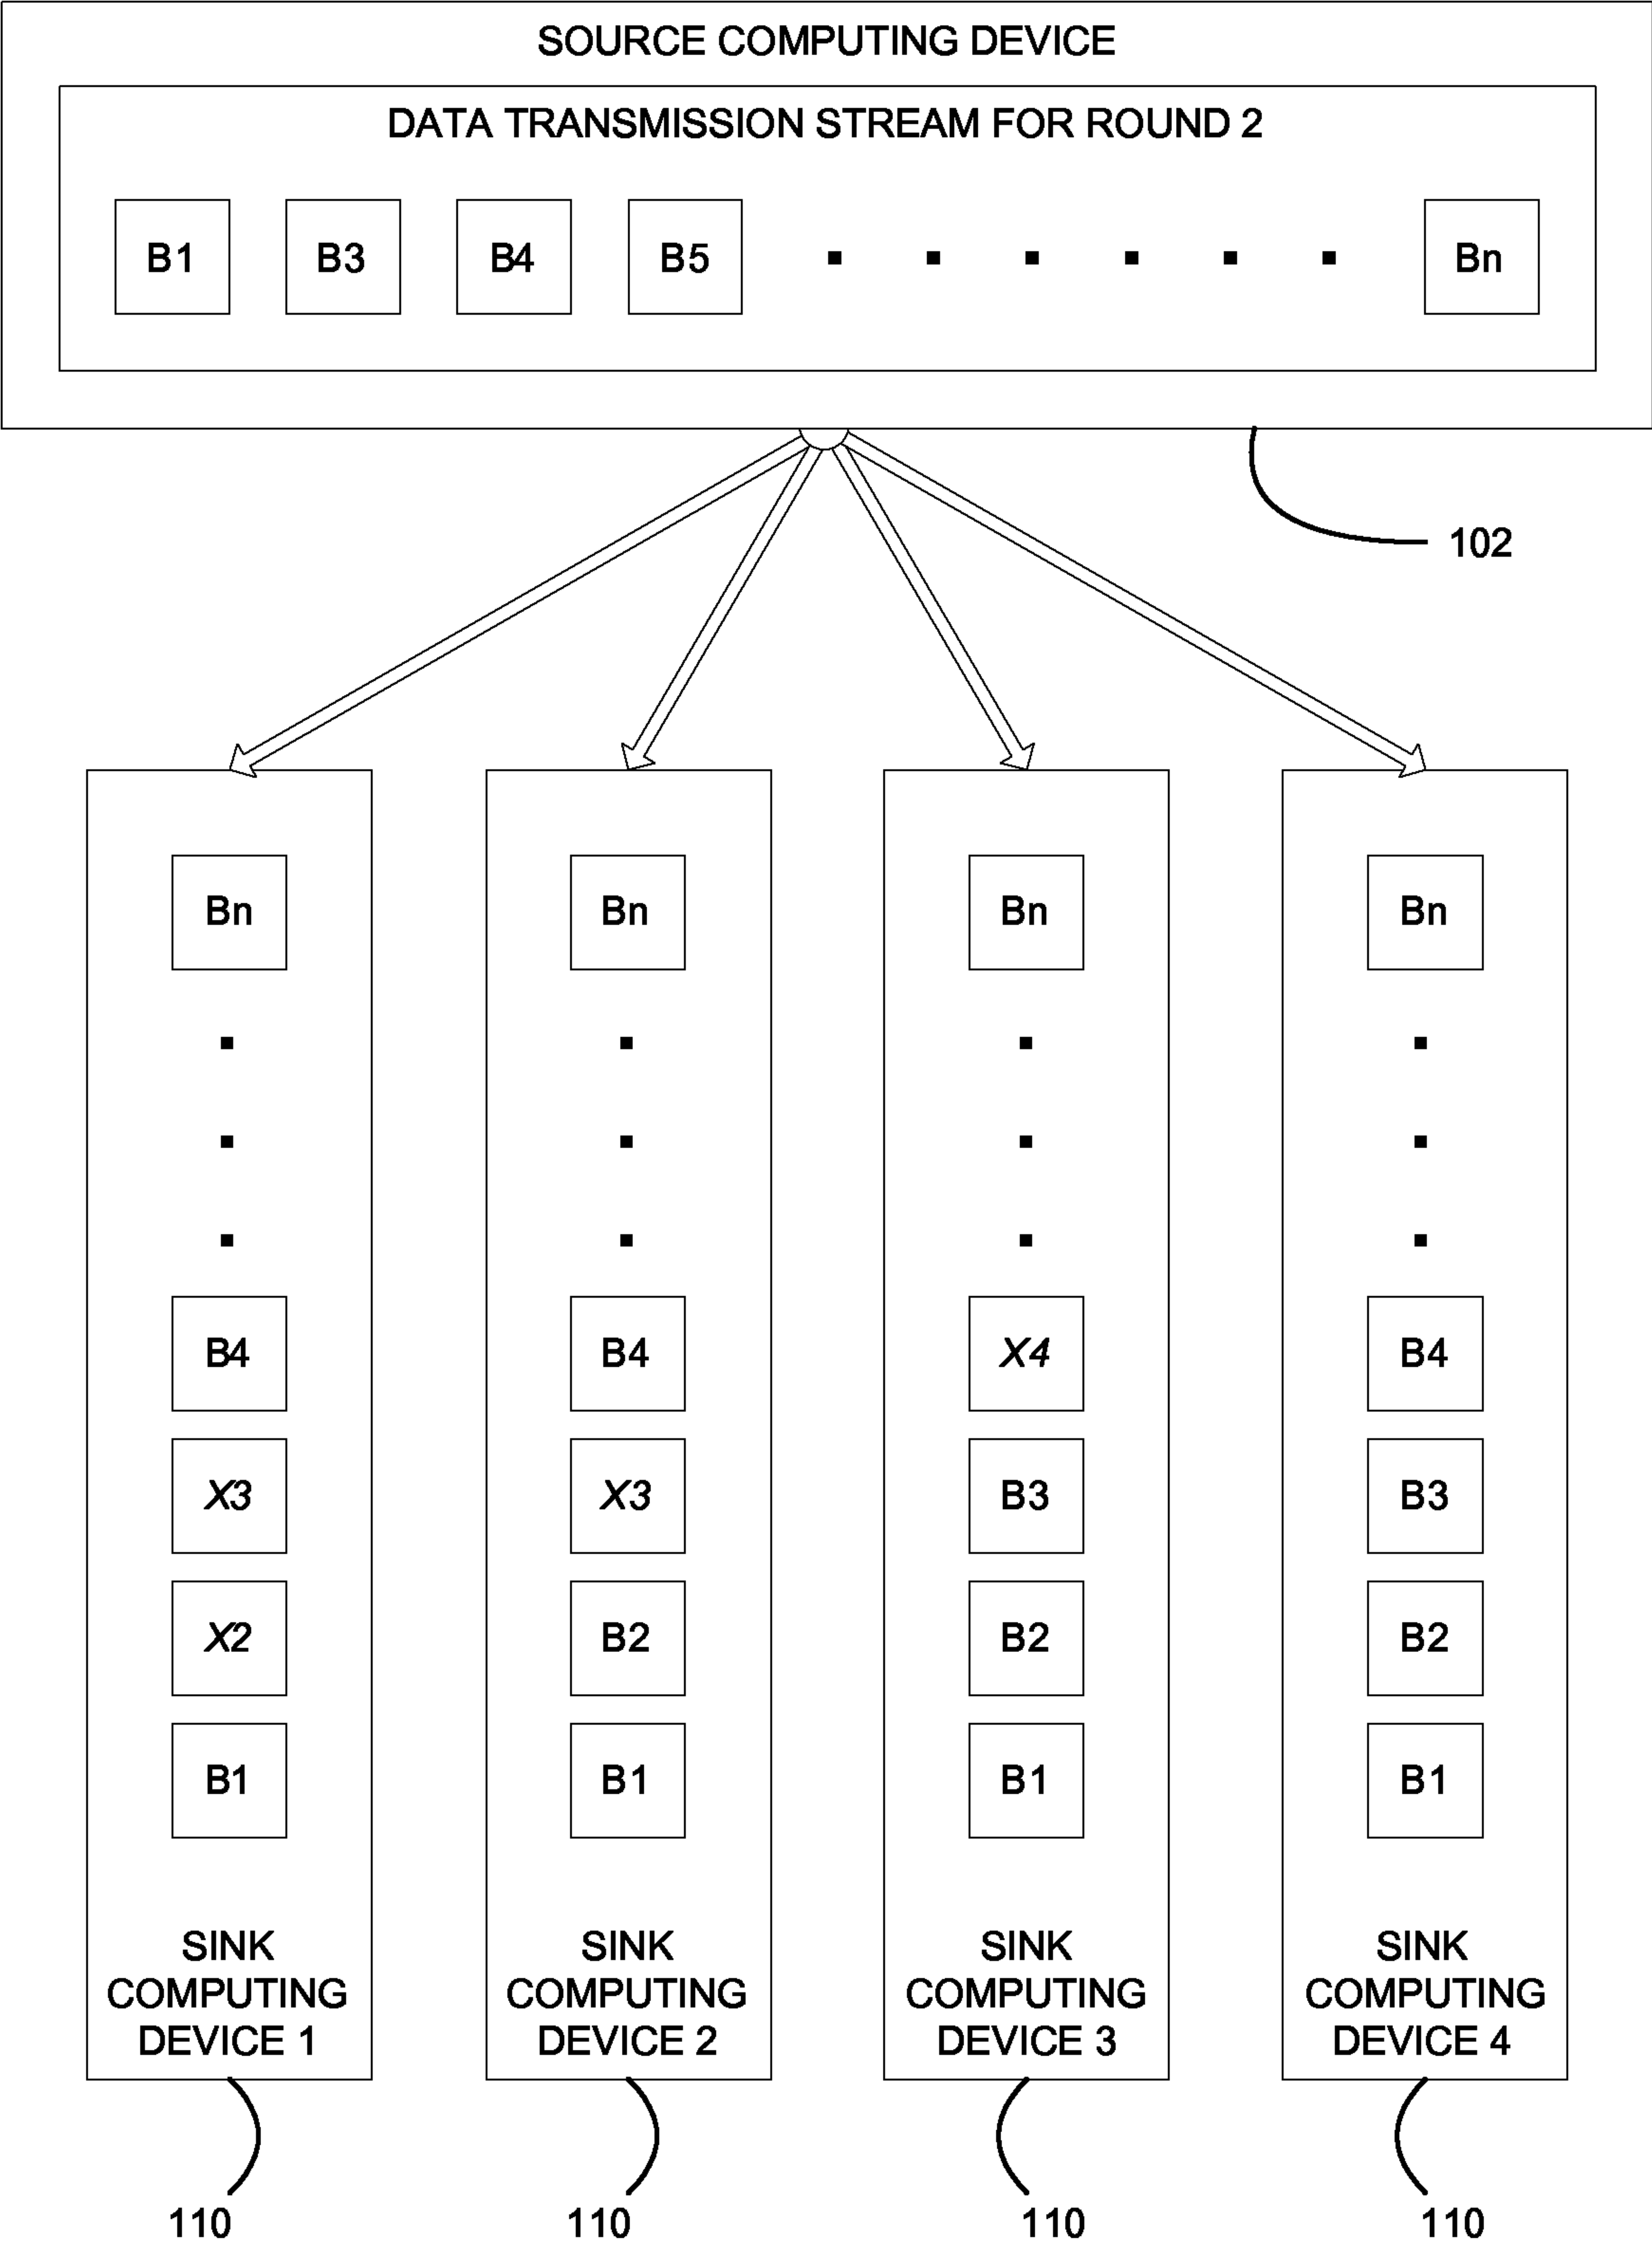 SOURCE COMPUTING DEVICE
DATA TRANSMISSION STREAM FOR ROUND 2
B1 B3 B4 B5 Bn
102
Bn Bn Bn Bn
B4 B4 X4 B4
X3 X3 B3 B3
X2 B2 B2 B2
B1 B1 B1 B1
SINK
COMPUTING
DEVICE 1
SINK
COMPUTING
DEVICE 2
SINK
COMPUTING
DEVICE 3
SINK
COMPUTING
DEVICE 4
110 110 110 110